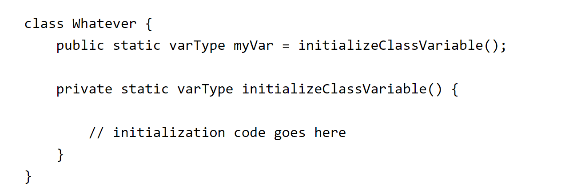 class Whatever {
    public static varType myVar = initializeClassVariable();

    private static varType initializeClassVariable() {

        // initialization code goes here
    }
}